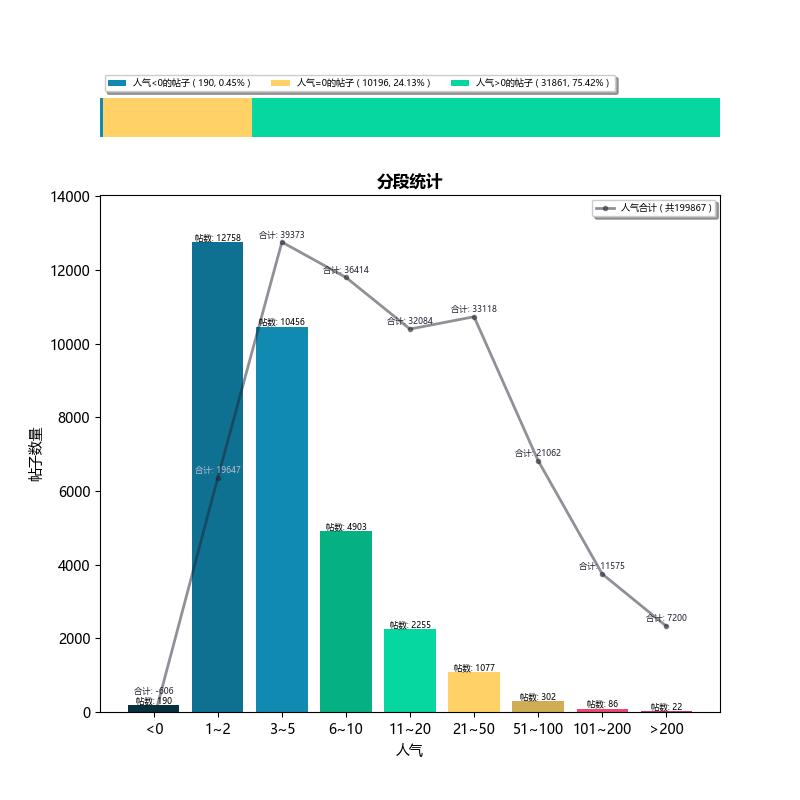 人气<0的帖子 ( 190, 0.45% )
人气=0的帖子 ( 10196, 24.13% )
人气>0的帖子 ( 31861, 75.42% )
分段统计
人气合计 ( 共199867 )
14000
12000
10000
8000
6000
4000
2000
0
帖子数量
合计: -606
帖数: 190
帖数: 12758
合计: 19647
合计: 39373
帖数: 10456
合计: 36414
帖数: 4903
合计: 32084
帖数: 2255
合计: 33118
帖数: 1077
合计: 21062
帖数: 302
合计: 11575
帖数: 86
合计: 7200
帖数: 22
<0
1~2
3~5
6~10
11~20
21~50
51~100
101~200
>200
人气